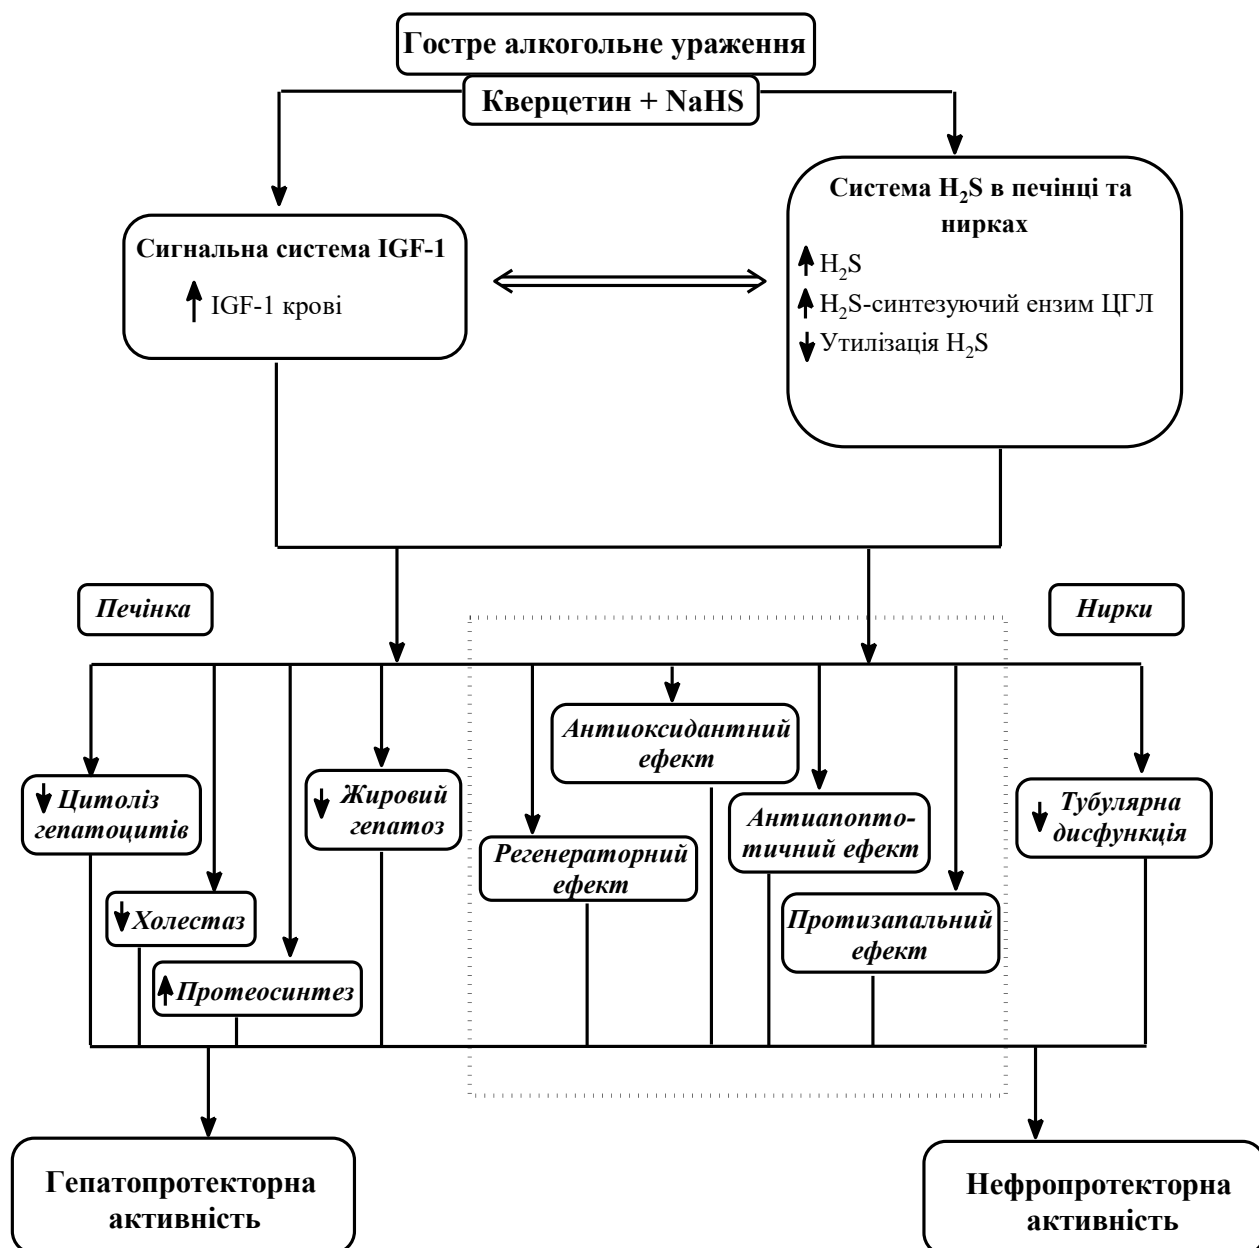 Гостре алкогольне ураження
Кверцетин + NaHS
Сигнальна система IGF-1
↑ IGF-1 крові
Система H₂S в печінці та
нирках
↑ H₂S
↑ H₂S-синтезуючий ензим ЦГЛ
↓ Утилізація H₂S
Печінка
Нирки
↓ Цитоліз
гепатоцитів
↓ Холестаз
↑ Протеосинтез
↓ Жировий
гепатоз
Регенераторний
ефект
Антиоксидантний
ефект
Антиапопто-
тичний ефект
Протизапальний
ефект
↓ Тубулярна
дисфункція
Гепатопротекторна
активність
Нефропротекторна
активність